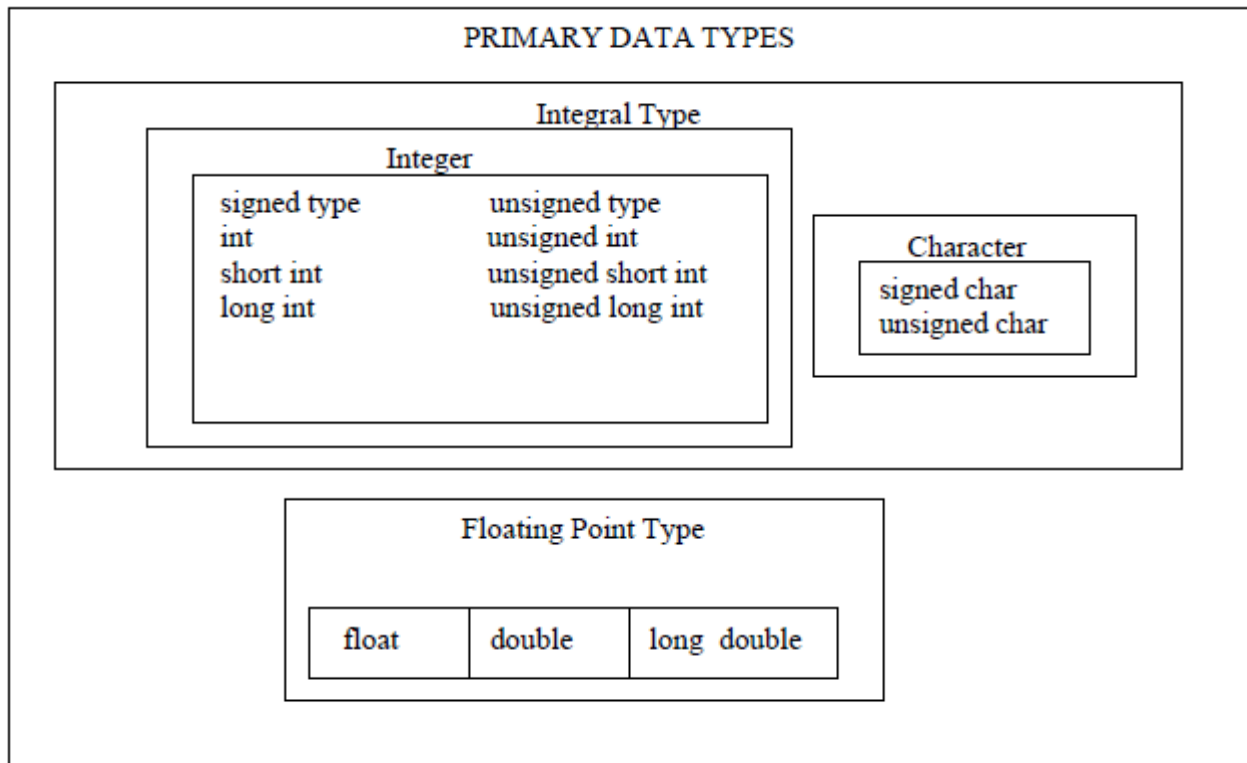 PRIMARY DATA TYPES
Integral Type
Integer
signed type unsigned type
int unsigned int
short int unsigned short int
long int unsigned long int
Character
signed char
unsigned char
Floating Point Type
float double long double